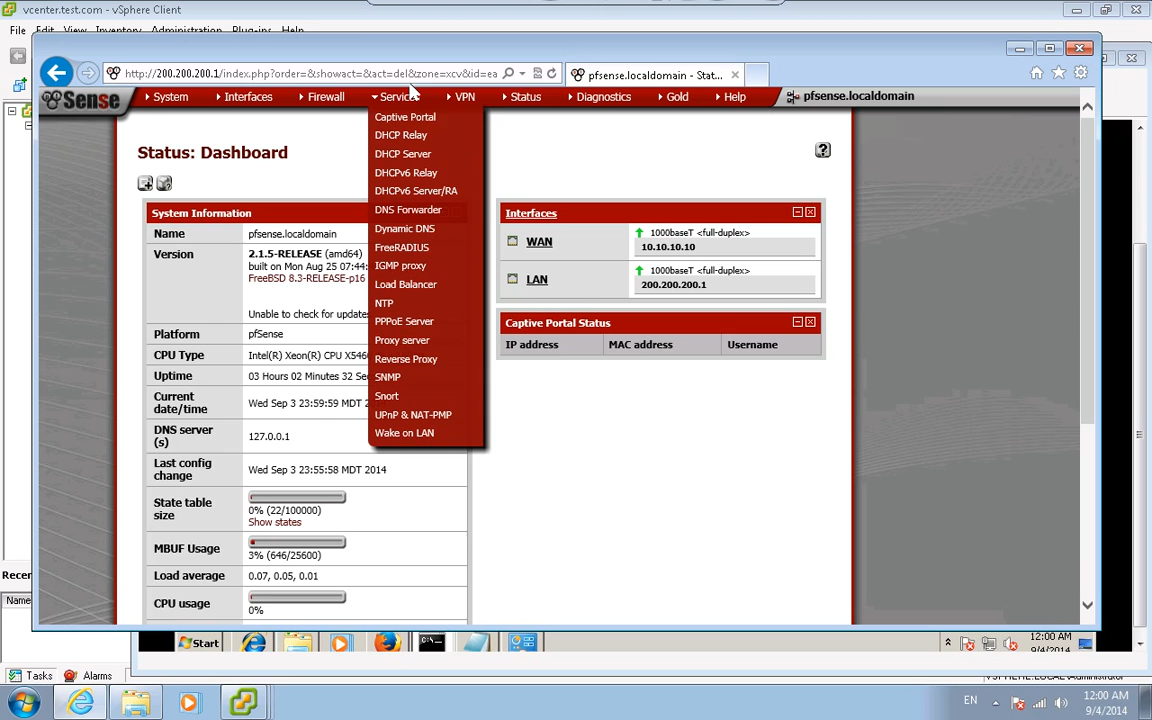 vcenter.test.com - vSphere Client
File Edit View Inventory Administration Plug-ins Help
http://200.200.200.1/index.php?order=&showact=&act=del&zone=xcv&id=ea
pfsense.localdomain - Stat...
Sense
System Interfaces Firewall Services VPN Status Diagnostics Gold Help pfsense.localdomain
Captive Portal
DHCP Relay
DHCP Server
DHCPv6 Relay
DHCPv6 Server/RA
DNS Forwarder
Dynamic DNS
FreeRADIUS
IGMP proxy
Load Balancer
NTP
PPPoE Server
Proxy server
Reverse Proxy
SNMP
Snort
UPnP & NAT-PMP
Wake on LAN
Status: Dashboard
?
System Information
Name pfsense.localdomain
Version 2.1.5-RELEASE (amd64)
built on Mon Aug 25 07:44:
FreeBSD 8.3-RELEASE-p16
Unable to check for updates
Platform pfSense
CPU Type Intel(R) Xeon(R) CPU X546
Uptime 03 Hours 02 Minutes 32 Sec
Current date/time Wed Sep 3 23:59:59 MDT 2
DNS server (s) 127.0.0.1
Last config change Wed Sep 3 23:55:58 MDT 2014
State table size 0% (22/100000)
Show states
MBUF Usage 3% (646/25600)
Load average 0.07, 0.05, 0.01
CPU usage 0%
Interfaces
WAN 1000baseT <full-duplex>
10.10.10.10
LAN 1000baseT <full-duplex>
200.200.200.1
Captive Portal Status
IP address MAC address Username
Recen
Name
Start
12:00 AM
9/4/2014
Tasks Alarms
EN
12:00 AM
9/4/2014